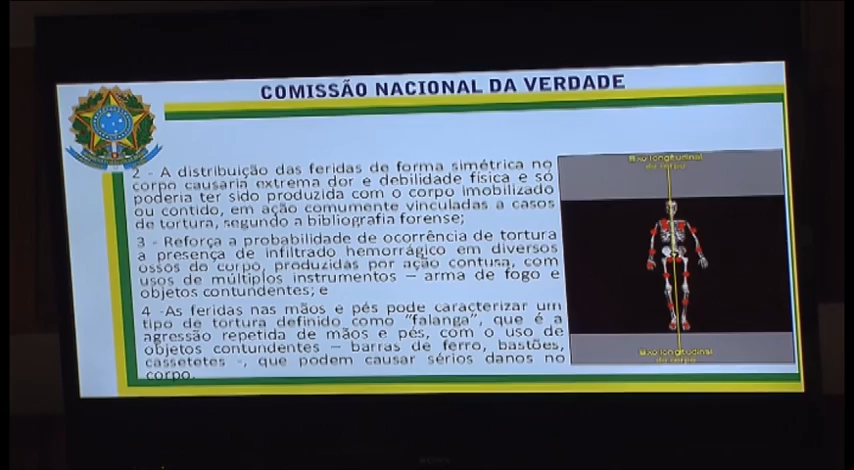 COMISSÃO NACIONAL DA VERDADE
2 - A distribuição das feridas de forma simétrica no
corpo causaria extrema dor e debilidade física e só
poderia ter sido produzida com o corpo imobilizado
ou contido, em ação comumente vinculadas a casos
de tortura, segundo a bibliografia forense;
3 - Reforça a probabilidade de ocorrência de tortura
a presença de infiltrado hemorrágico em diversos
ossos do corpo, produzidas por ação contusa, com
usos de múltiplos instrumentos – arma de fogo e
objetos contundentes; e
4 -As feridas nas mãos e pés pode caracterizar um
tipo de tortura definido como "falanga", que é a
agressão repetida de mãos e pés, com o uso de
objetos contundentes – barras de ferro, bastões,
cassetetes -, que podem causar sérios danos no
corpo.
Eixo longitudinal
do corpo
Eixo longitudinal
do corpo